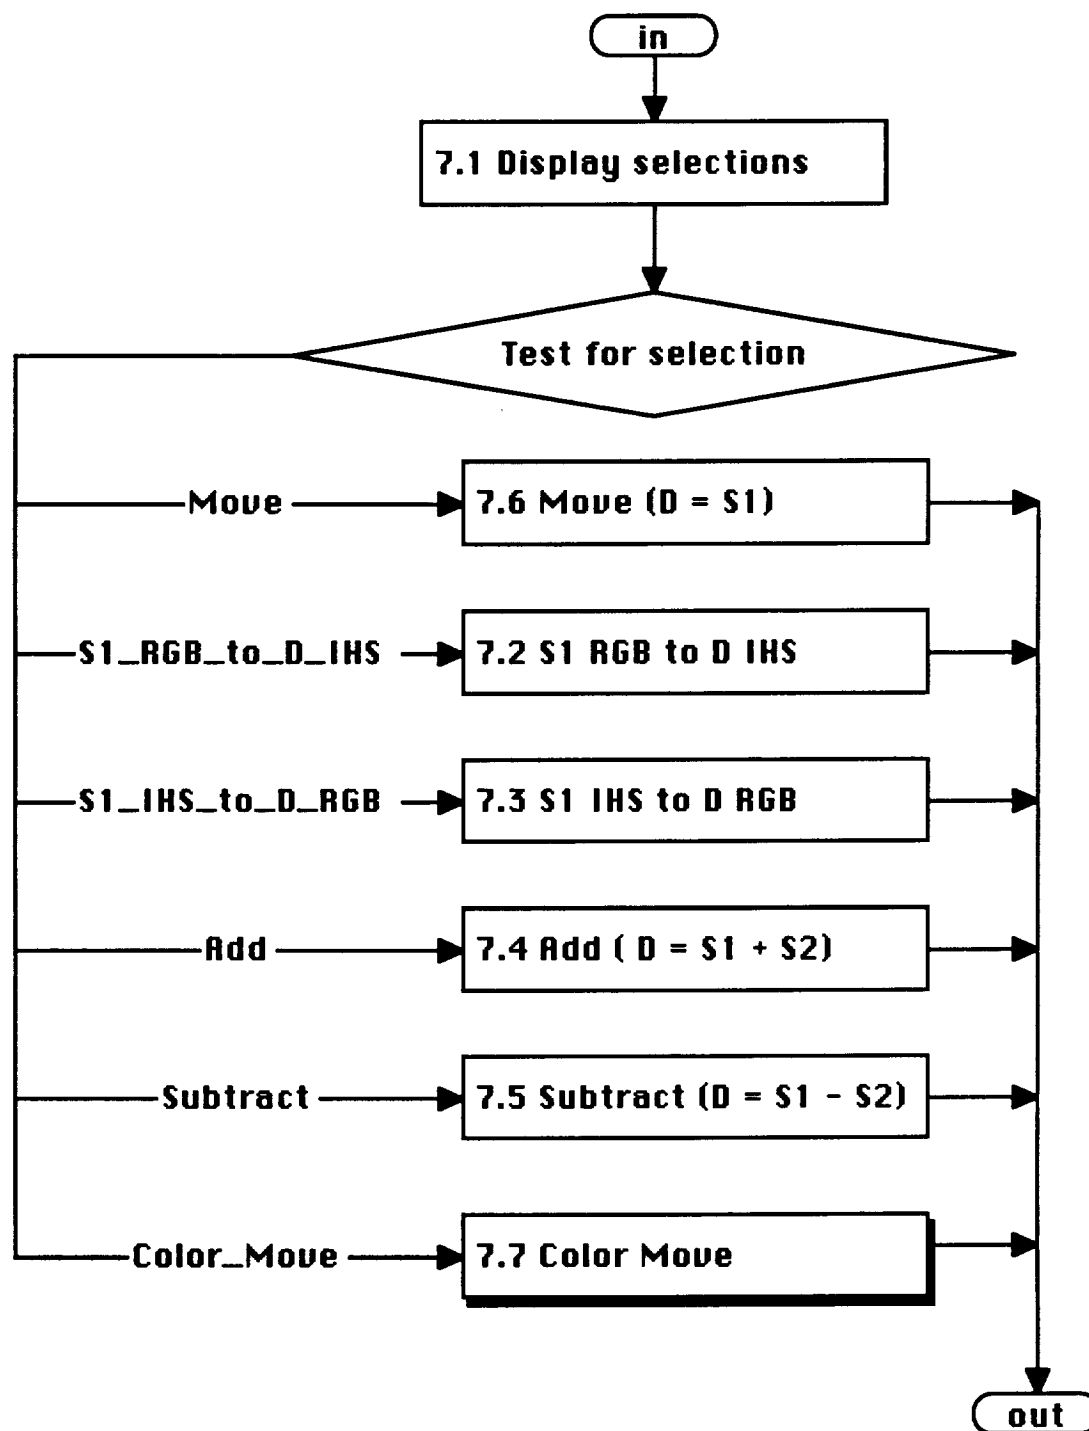 in
7.1 Display selections
Test for selection
Move
7.6 Move (D = S1)
S1_RGB_to_D_IHS
7.2 S1 RGB to D IHS
S1_IHS_to_D_RGB
7.3 S1 IHS to D RGB
Add
7.4 Add ( D = S1 + S2)
Subtract
7.5 Subtract (D = S1 - S2)
Color_Move
7.7 Color Move
out